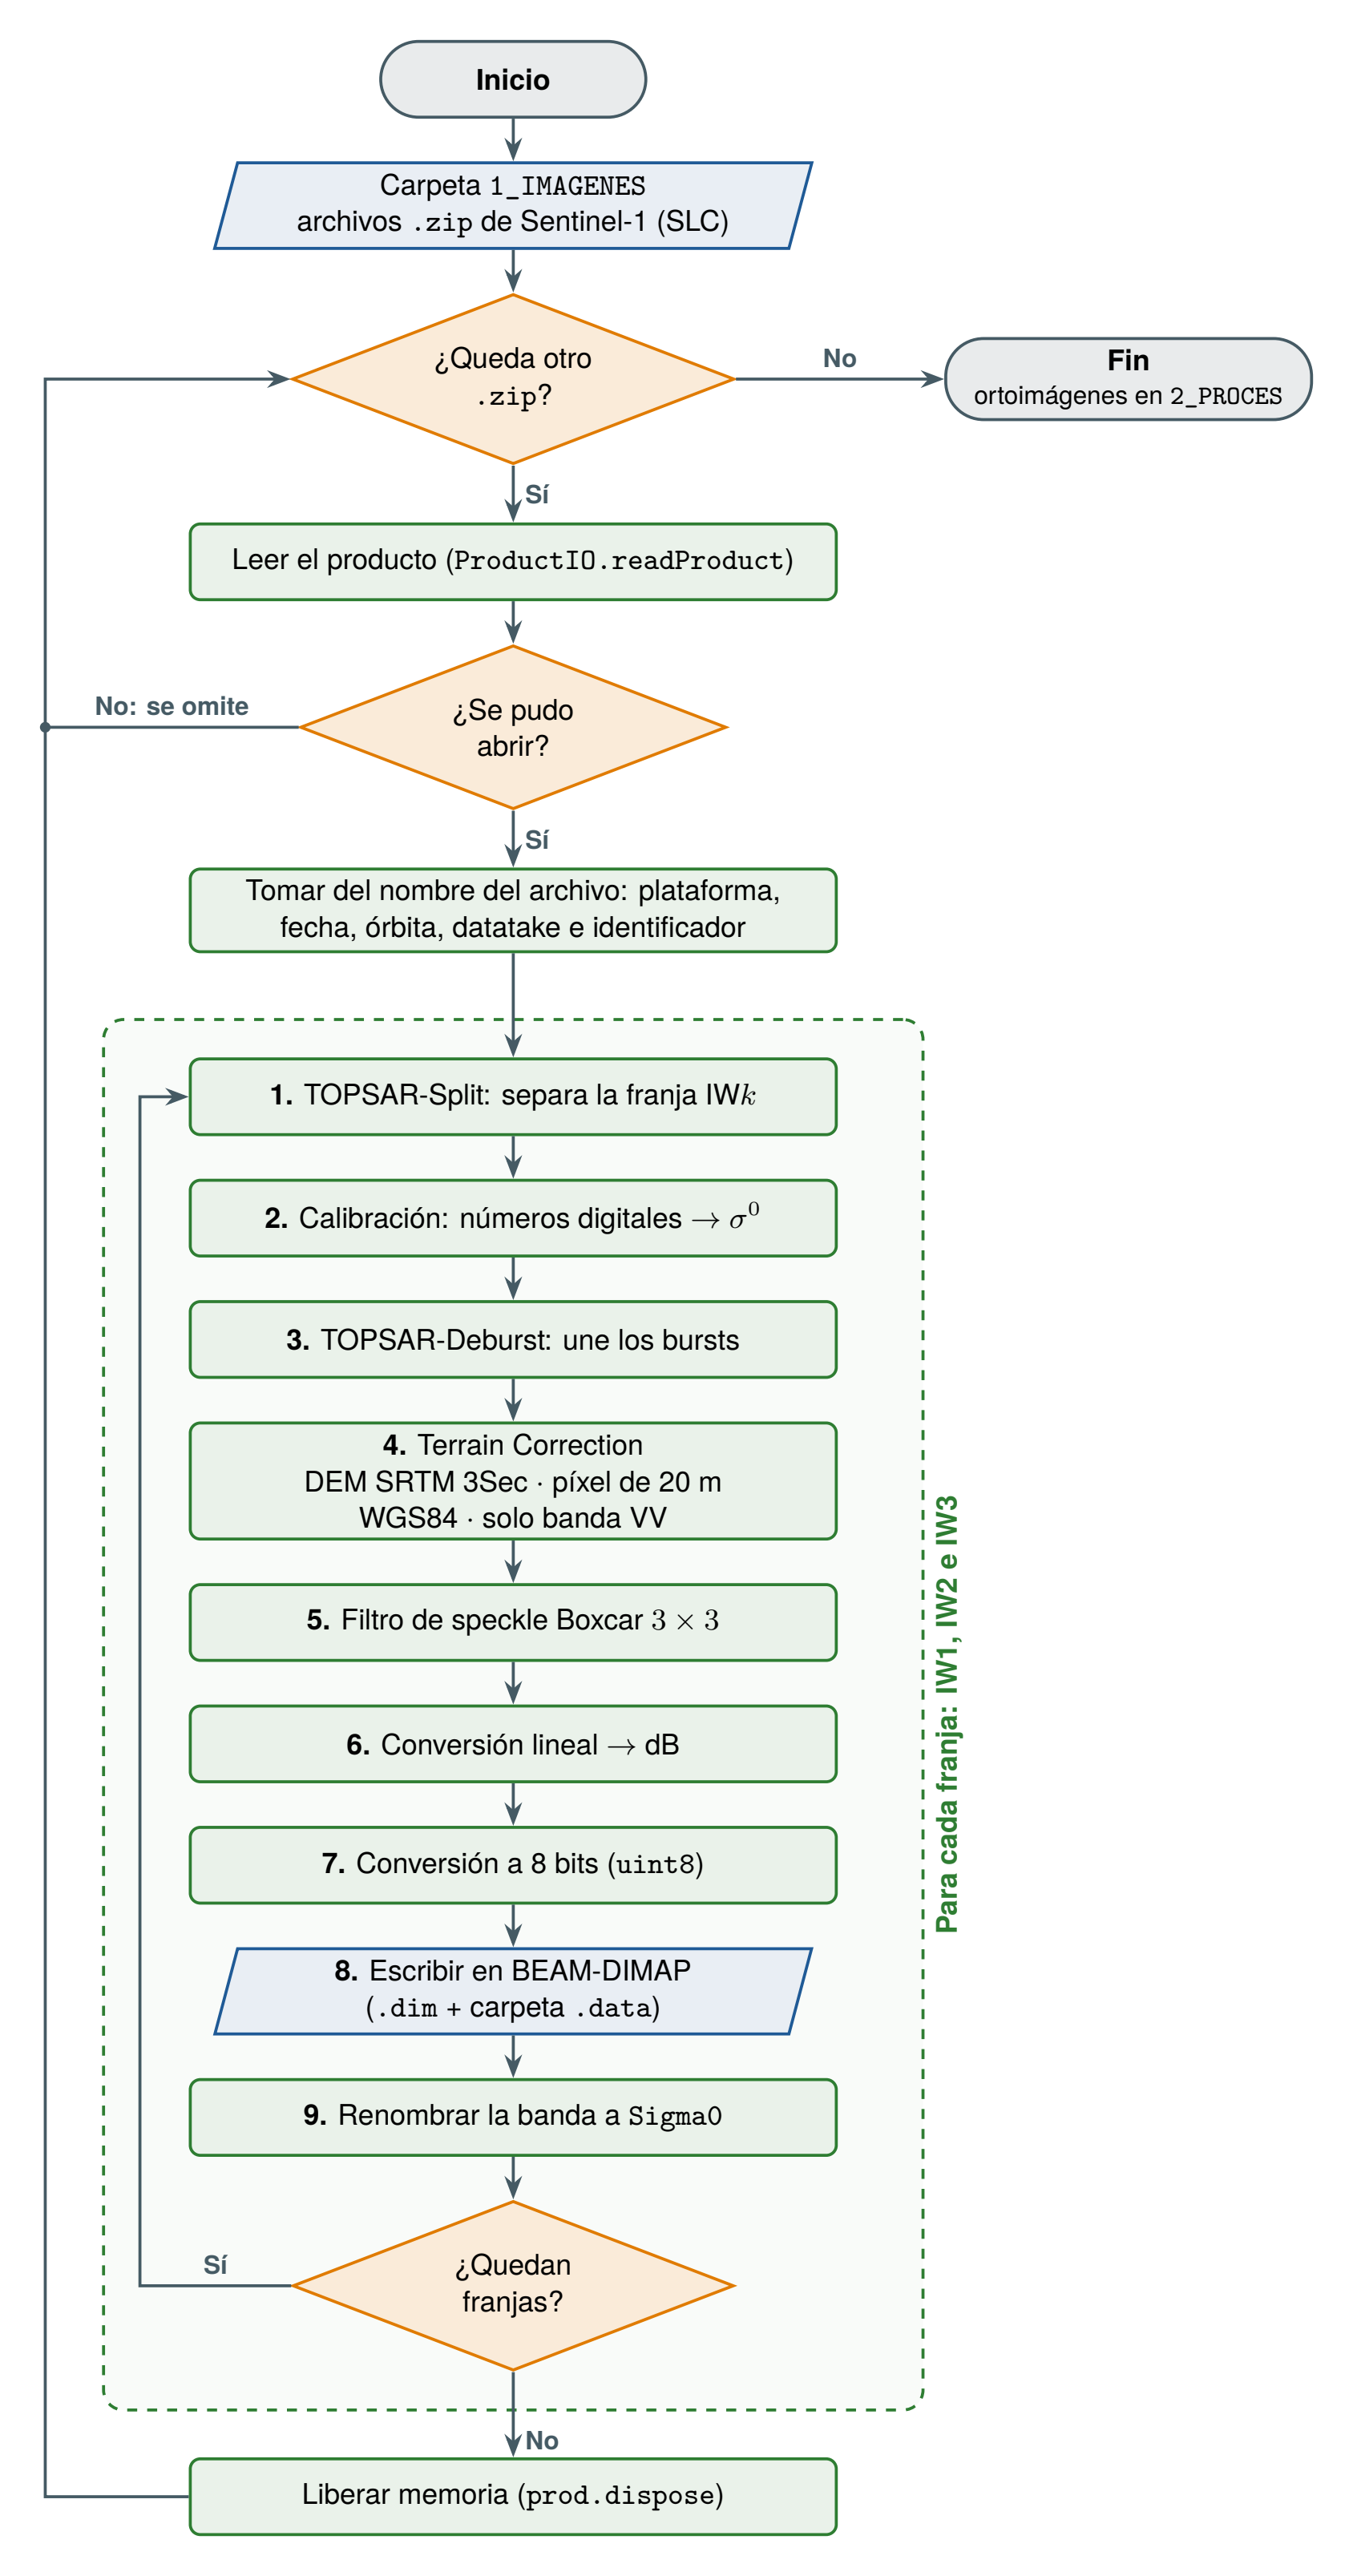 Inicio
Carpeta 1_IMAGENES
archivos .zip de Sentinel-1 (SLC)
¿Queda otro
.zip?
No
Fin
ortoimágenes en 2_PROCES
Sí
Leer el producto (ProductIO.readProduct)
¿Se pudo
abrir?
No: se omite
Sí
Tomar del nombre del archivo: plataforma,
fecha, órbita, datatake e identificador
1. TOPSAR-Split: separa la franja IWk
2. Calibración: números digitales → σ⁰
3. TOPSAR-Deburst: une los bursts
4. Terrain Correction
DEM SRTM 3Sec · píxel de 20 m
WGS84 · solo banda VV
5. Filtro de speckle Boxcar 3 × 3
6. Conversión lineal → dB
7. Conversión a 8 bits (uint8)
8. Escribir en BEAM-DIMAP
(.dim + carpeta .data)
9. Renombrar la banda a Sigma0
¿Quedan
franjas?
Sí
Para cada franja: IW1, IW2 e IW3
No
Liberar memoria (prod.dispose)